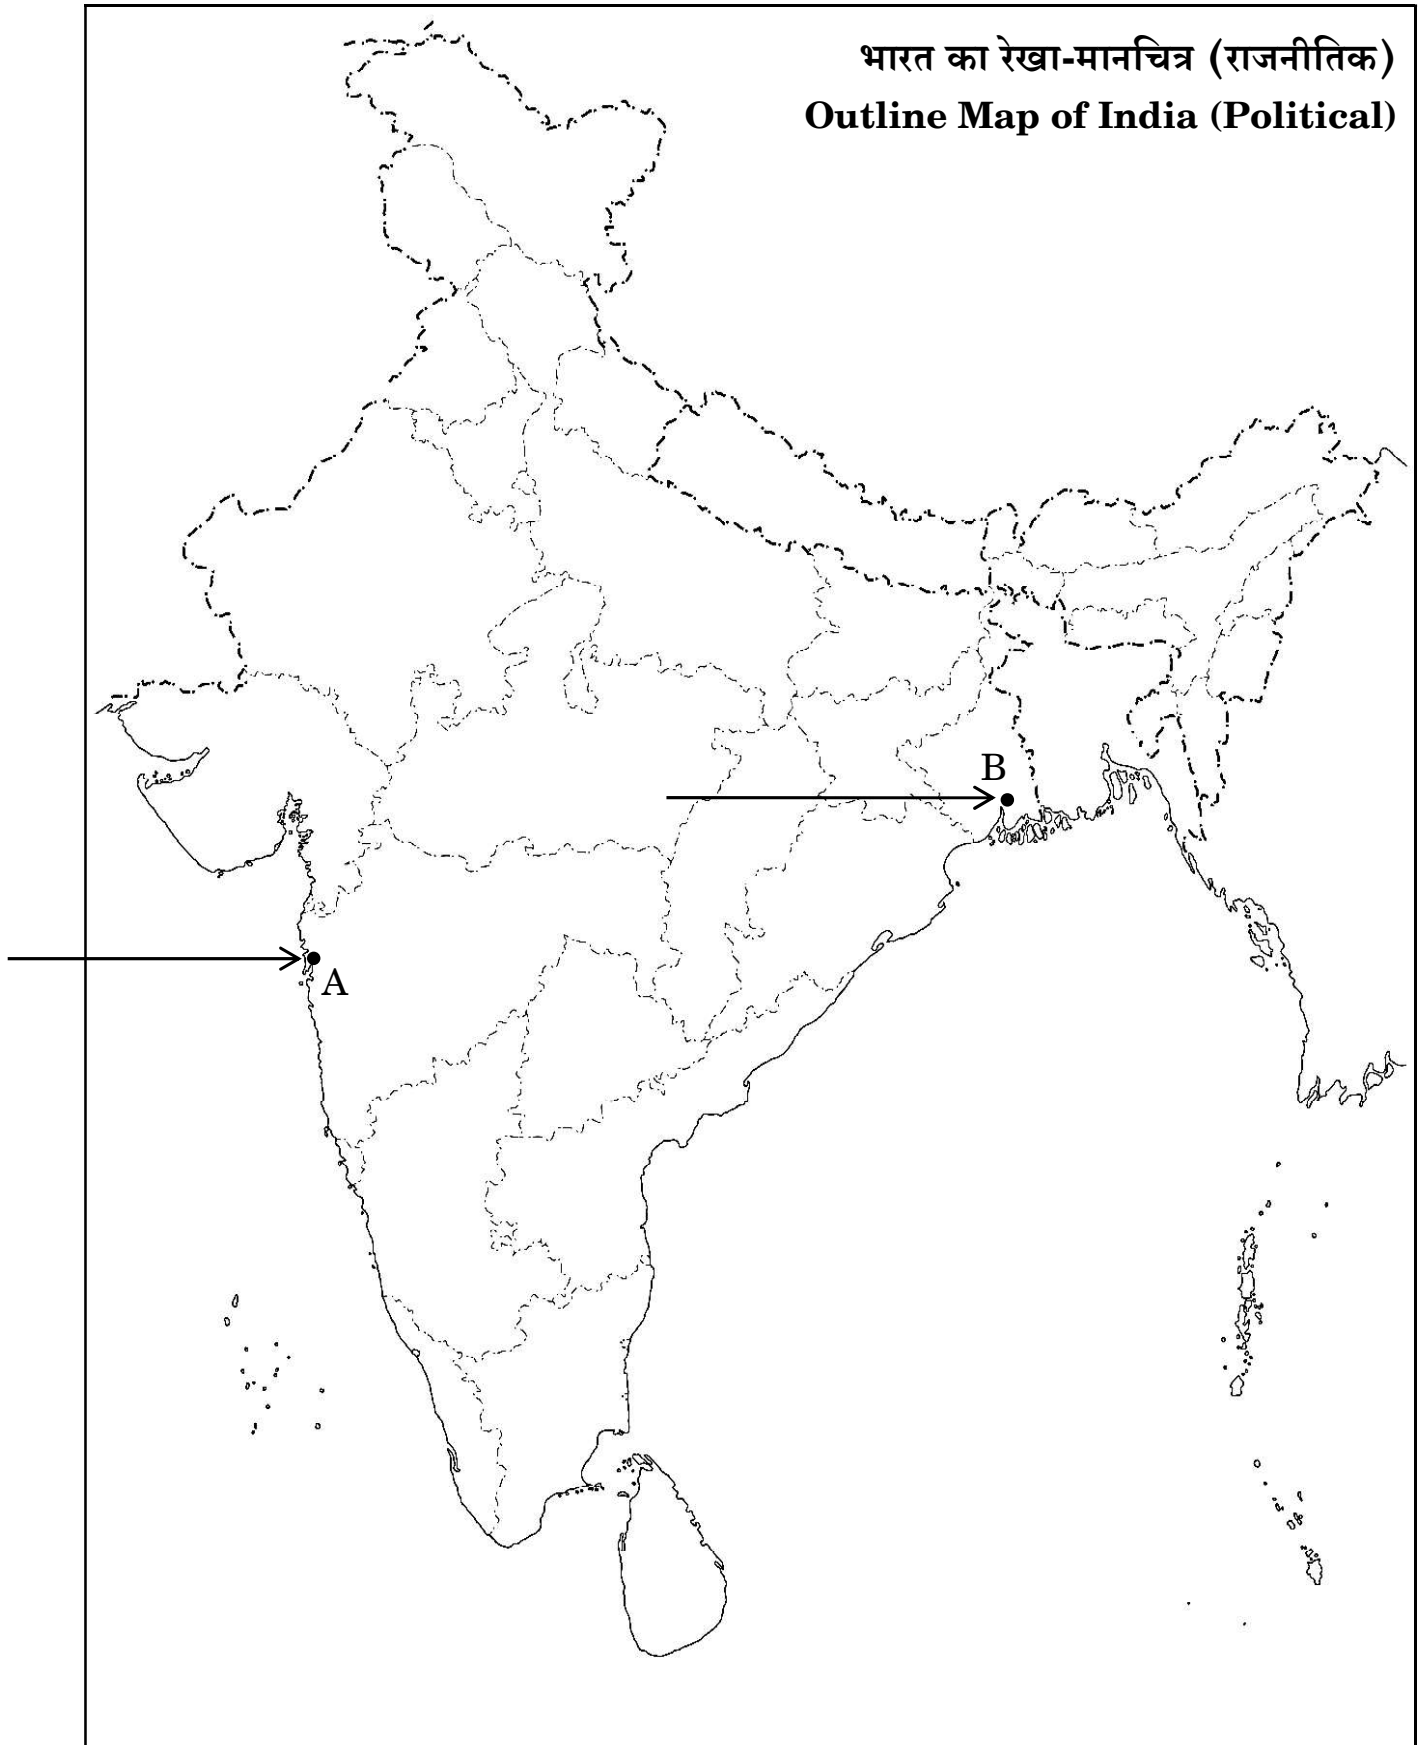 भारत का रेखा-मानचित्र (राजनीतिक)
Outline Map of India (Political)
B
A